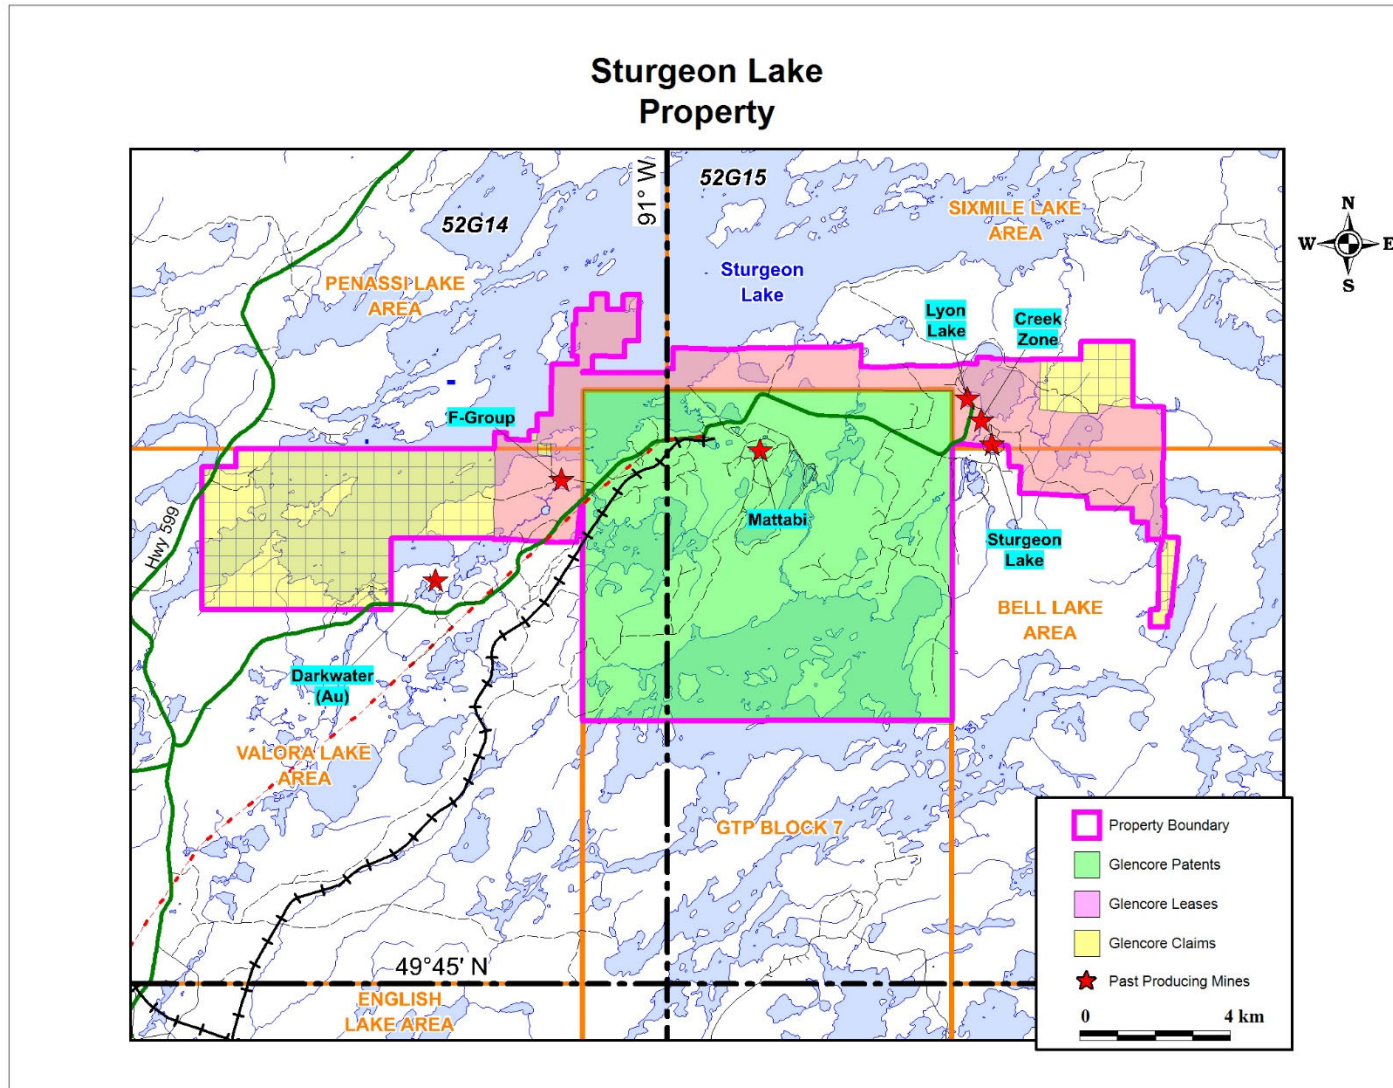 Sturgeon Lake
Property
91° W
52G15
52G14
SIXMILE LAKE
AREA
N
W
E
S
PENASSI LAKE
AREA
Sturgeon
Lake
Lyon
Lake
Creek
Zone
F-Group
Hwy 599
Mattabi
Sturgeon
Lake
BELL LAKE
AREA
Darkwater
(Au)
VALORA LAKE
AREA
GTP BLOCK 7
49°45' N
ENGLISH
LAKE AREA
Property Boundary
Glencore Patents
Glencore Leases
Glencore Claims
Past Producing Mines
0 4 km